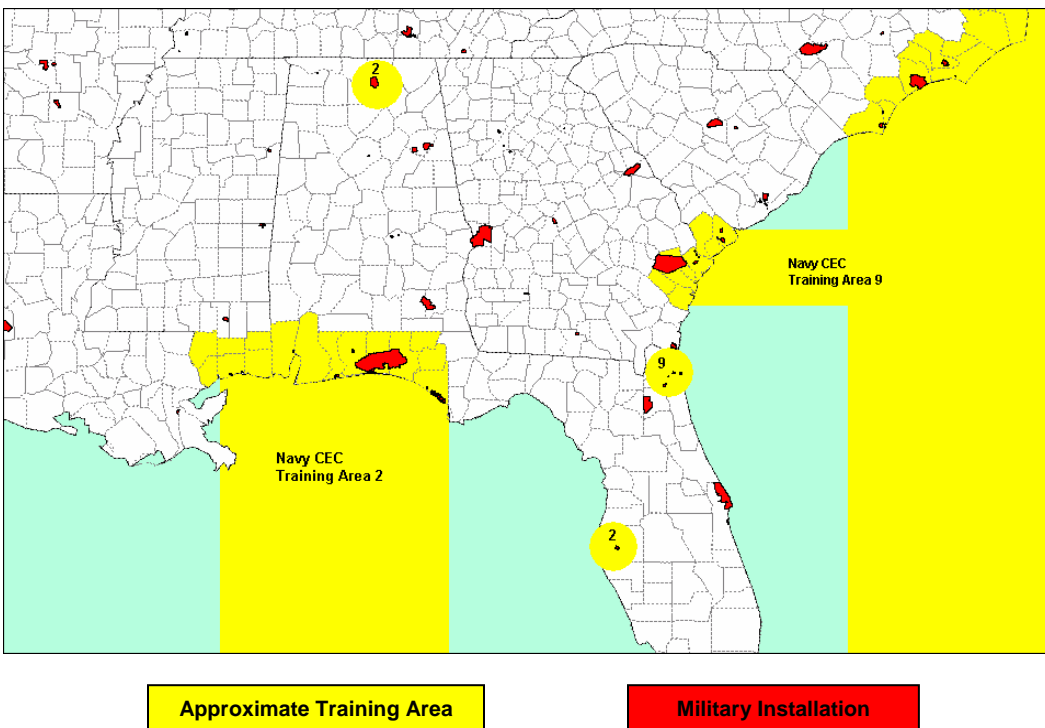 2
Navy CEC
Training Area 9
9
Navy CEC
Training Area 2
2
Approximate Training Area
Military Installation